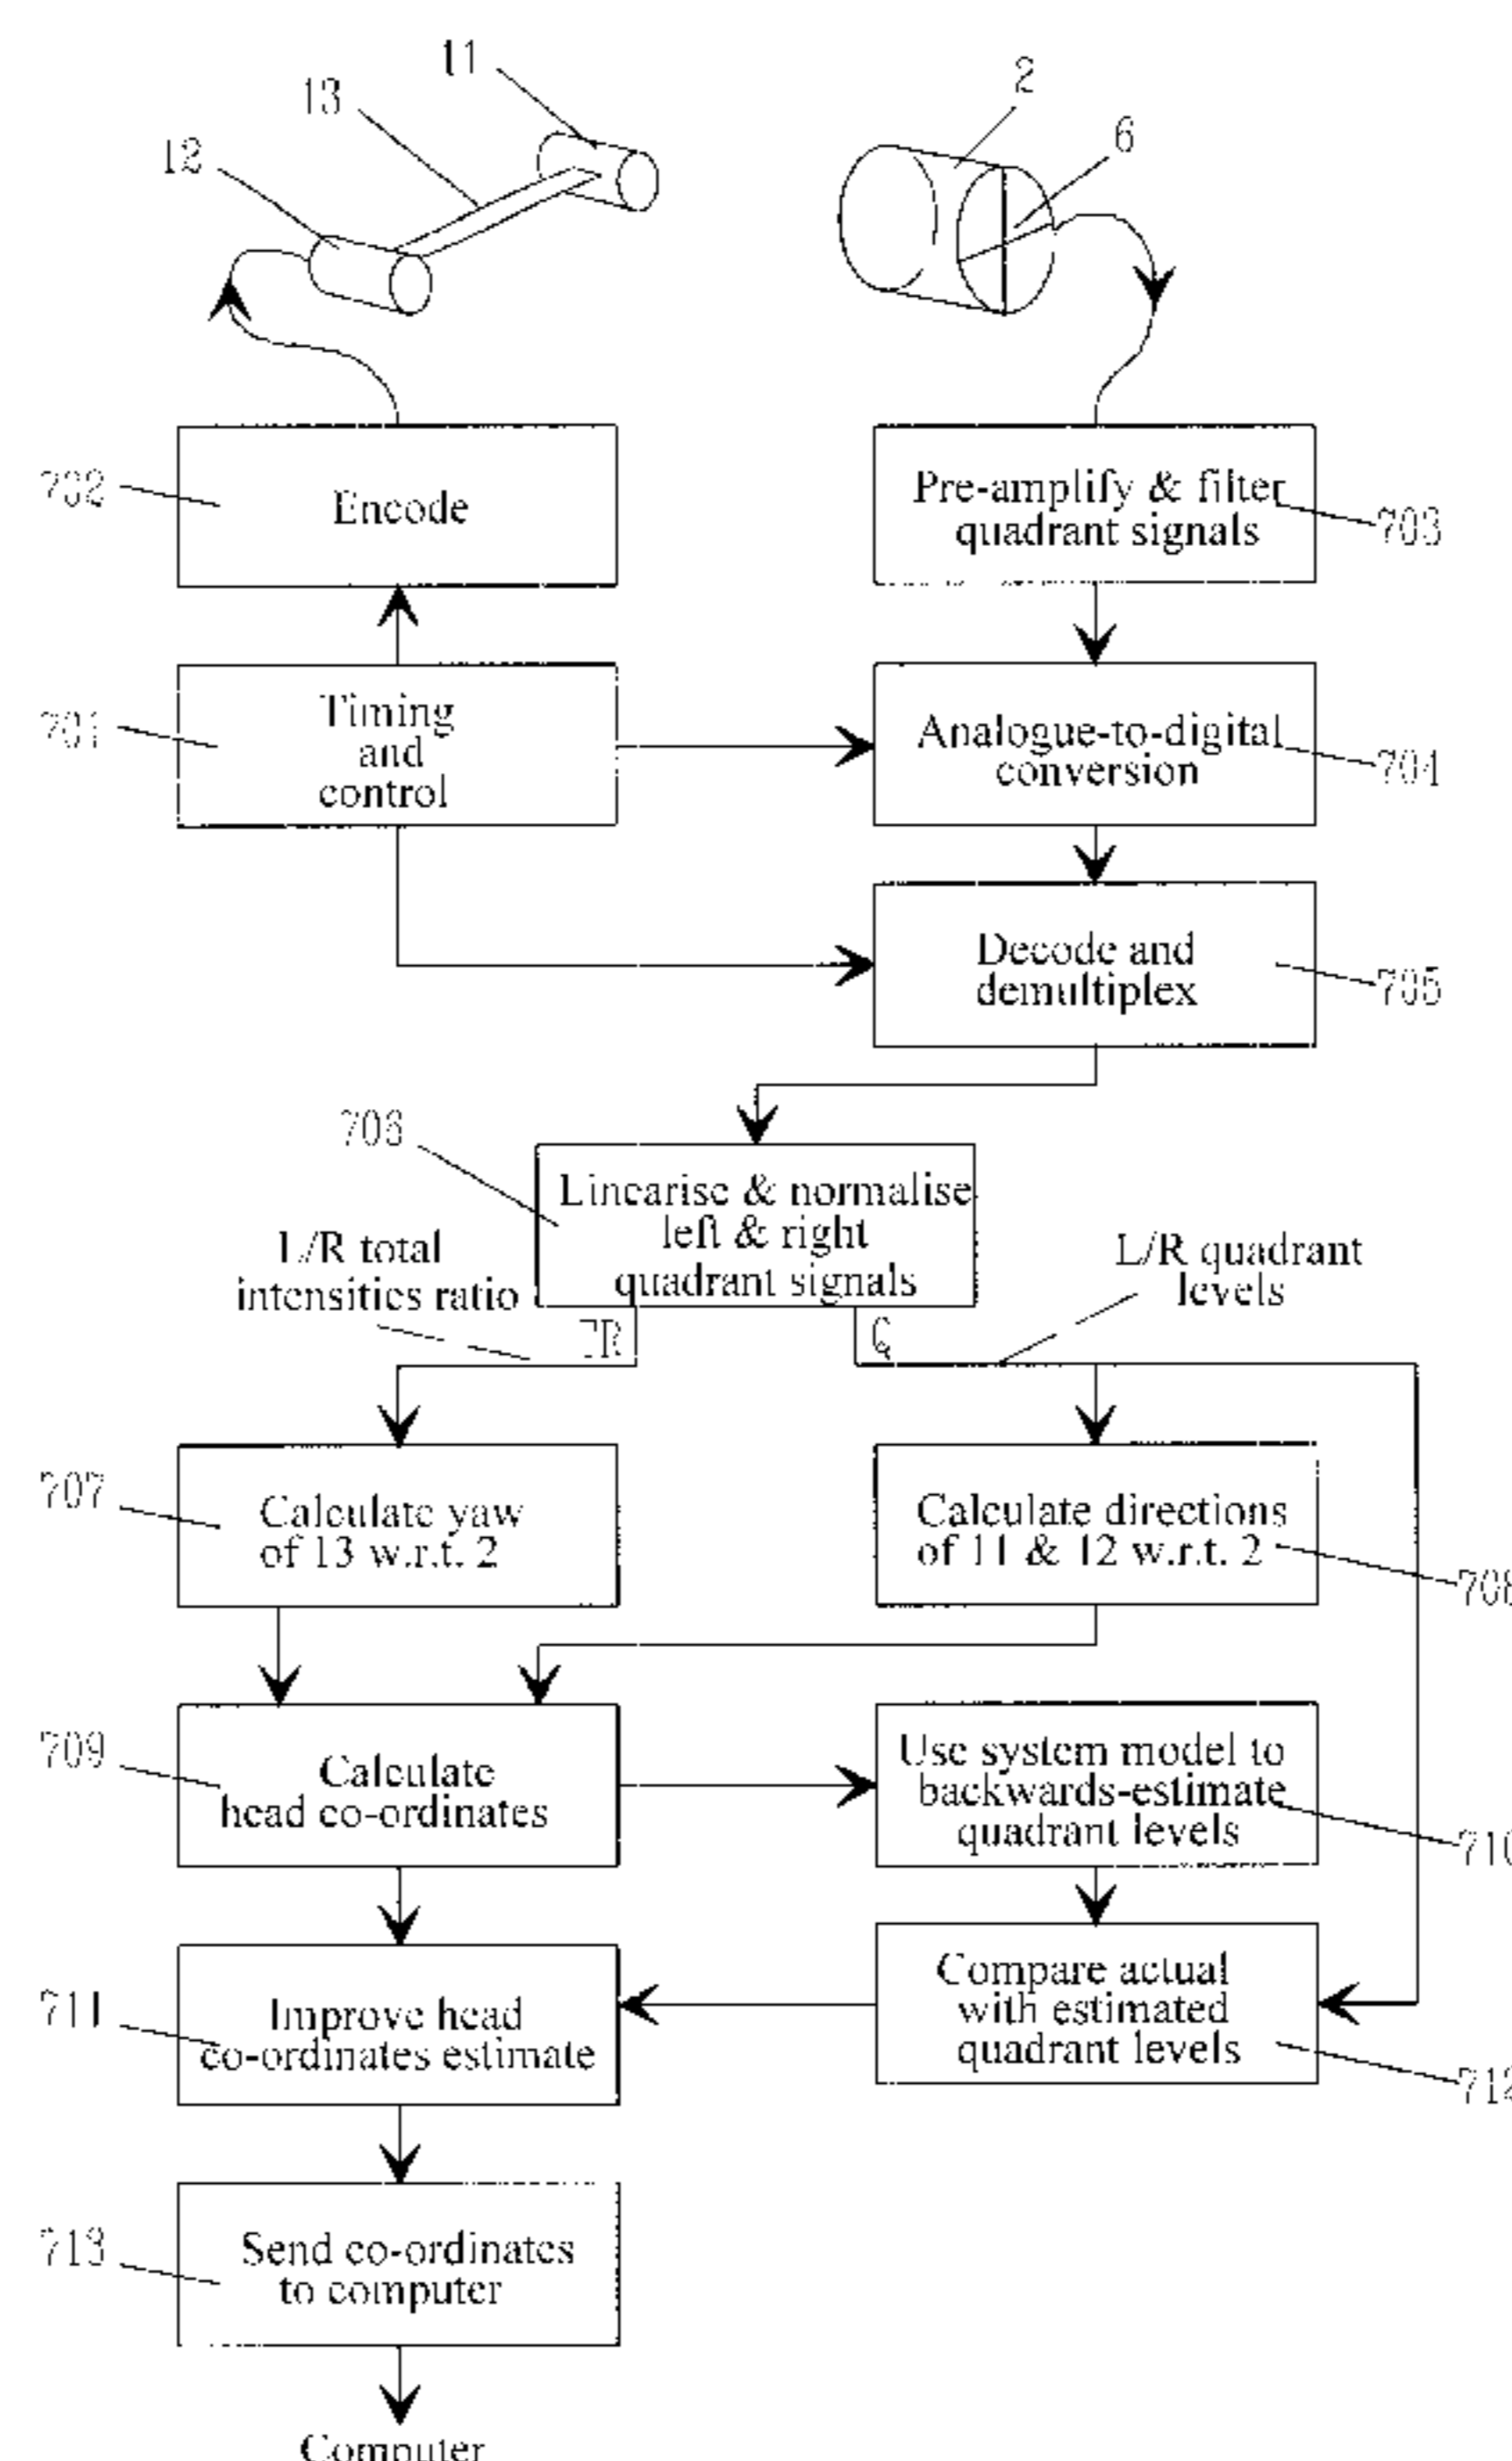 11
13
12
2
6
702
Encode
Pre-amplify & filter
quadrant signals
703
701
Timing
and
control
Analogue-to-digital
conversion
704
Decode and
demultiplex
705
706
Linearise & normalise
left & right
quadrant signals
L/R total
intensities ratio
L/R quadrant
levels
Q
707
Calculate yaw
of 13 w.r.t. 2
Calculate directions
of 11 & 12 w.r.t. 2
708
709
Calculate
head co-ordinates
Use system model to
backwards-estimate
quadrant levels
710
711
Improve head
co-ordinates estimate
Compare actual
with estimated
quadrant levels
712
713
Send co-ordinates
to computer
Computer